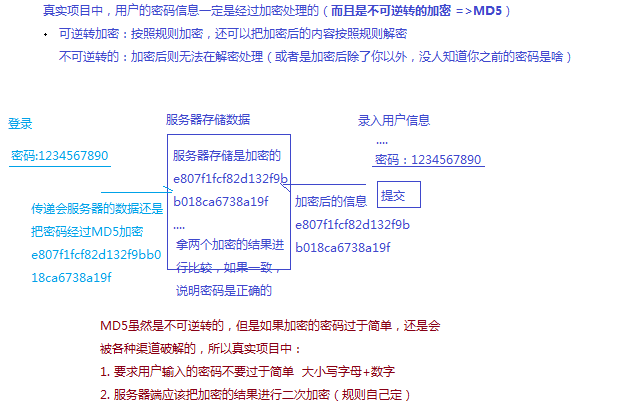 真实项目中，用户的密码信息一定是经过加密处理的（而且是不可逆转的加密 =>MD5）
• 可逆转加密：按照规则加密，还可以把加密后的内容按照规则解密
不可逆转的：加密后则无法在解密处理（或者是加密后除了你以外，没人知道你之前的密码是啥）
登录
密码:1234567890
传递会服务器的数据还是
把密码经过MD5加密
e807f1fcf82d132f9bb0
18ca6738a19f
服务器存储数据
服务器存储是加密的
e807f1fcf82d132f9b
b018ca6738a19f
....
拿两个加密的结果进
行比较，如果一致，
说明密码是正确的
录入用户信息
....
密码：1234567890
提交
加密后的信息
e807f1fcf82d132f9b
b018ca6738a19f
MD5虽然是不可逆转的，但是如果加密的密码过于简单，还是会
被各种渠道破解的，所以真实项目中：
1. 要求用户输入的密码不要过于简单 大小写字母+数字
2. 服务器端应该把加密的结果进行二次加密（规则自己定）